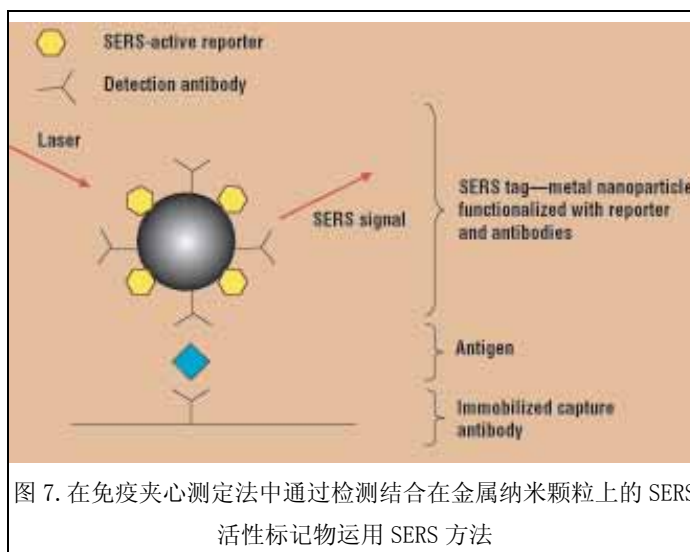 SERS-active reporter
Detection antibody
Laser
SERS signal
SERS tag—metal nanoparticle
functionalized with reporter
and antibodies
Antigen
Immobilized capture
antibody
图 7. 在免疫夹心测定法中通过检测结合在金属纳米颗粒上的 SERS
活性标记物运用 SERS 方法